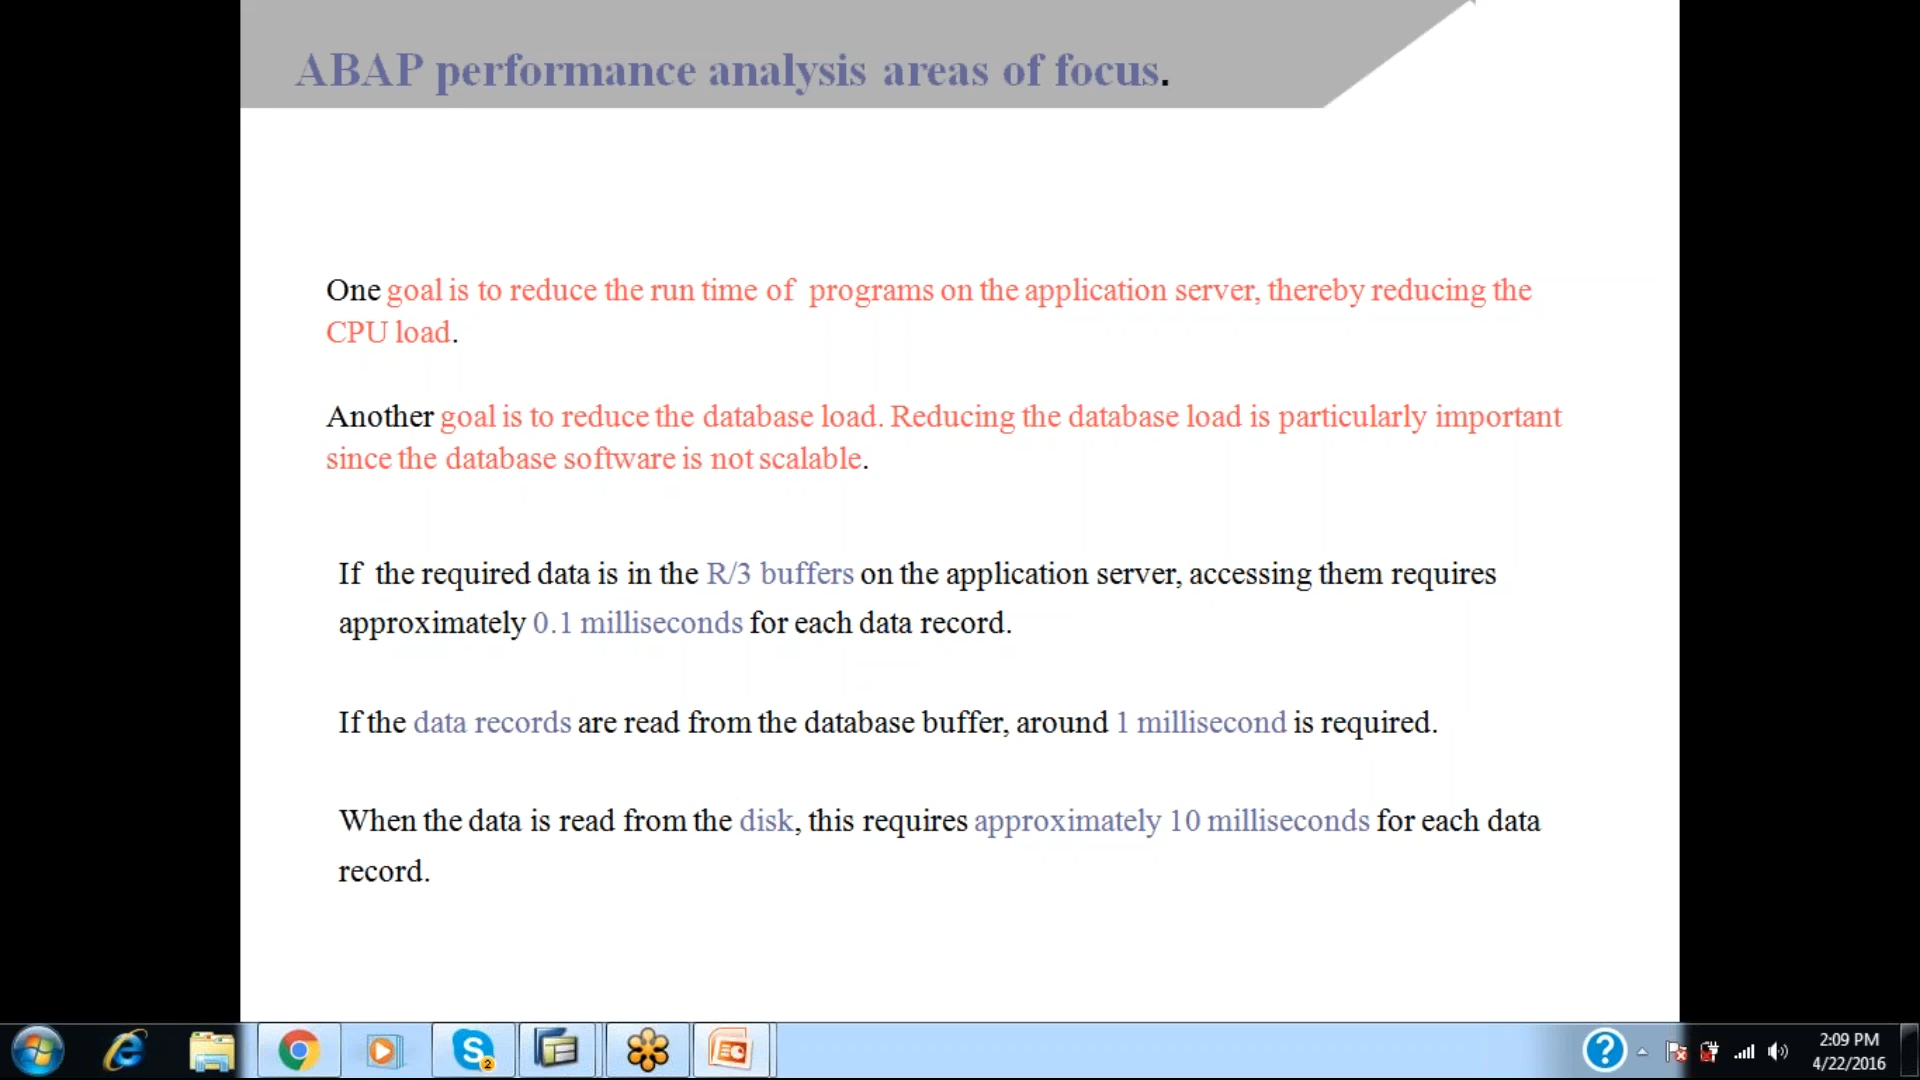 ABAP performance analysis areas of focus.
One goal is to reduce the run time of programs on the application server, thereby reducing the
CPU load.
Another goal is to reduce the database load. Reducing the database load is particularly important
since the database software is not scalable.
If the required data is in the R/3 buffers on the application server, accessing them requires
approximately 0.1 milliseconds for each data record.
If the data records are read from the database buffer, around 1 millisecond is required.
When the data is read from the disk, this requires approximately 10 milliseconds for each data
record.
2
2:09 PM
4/22/2016